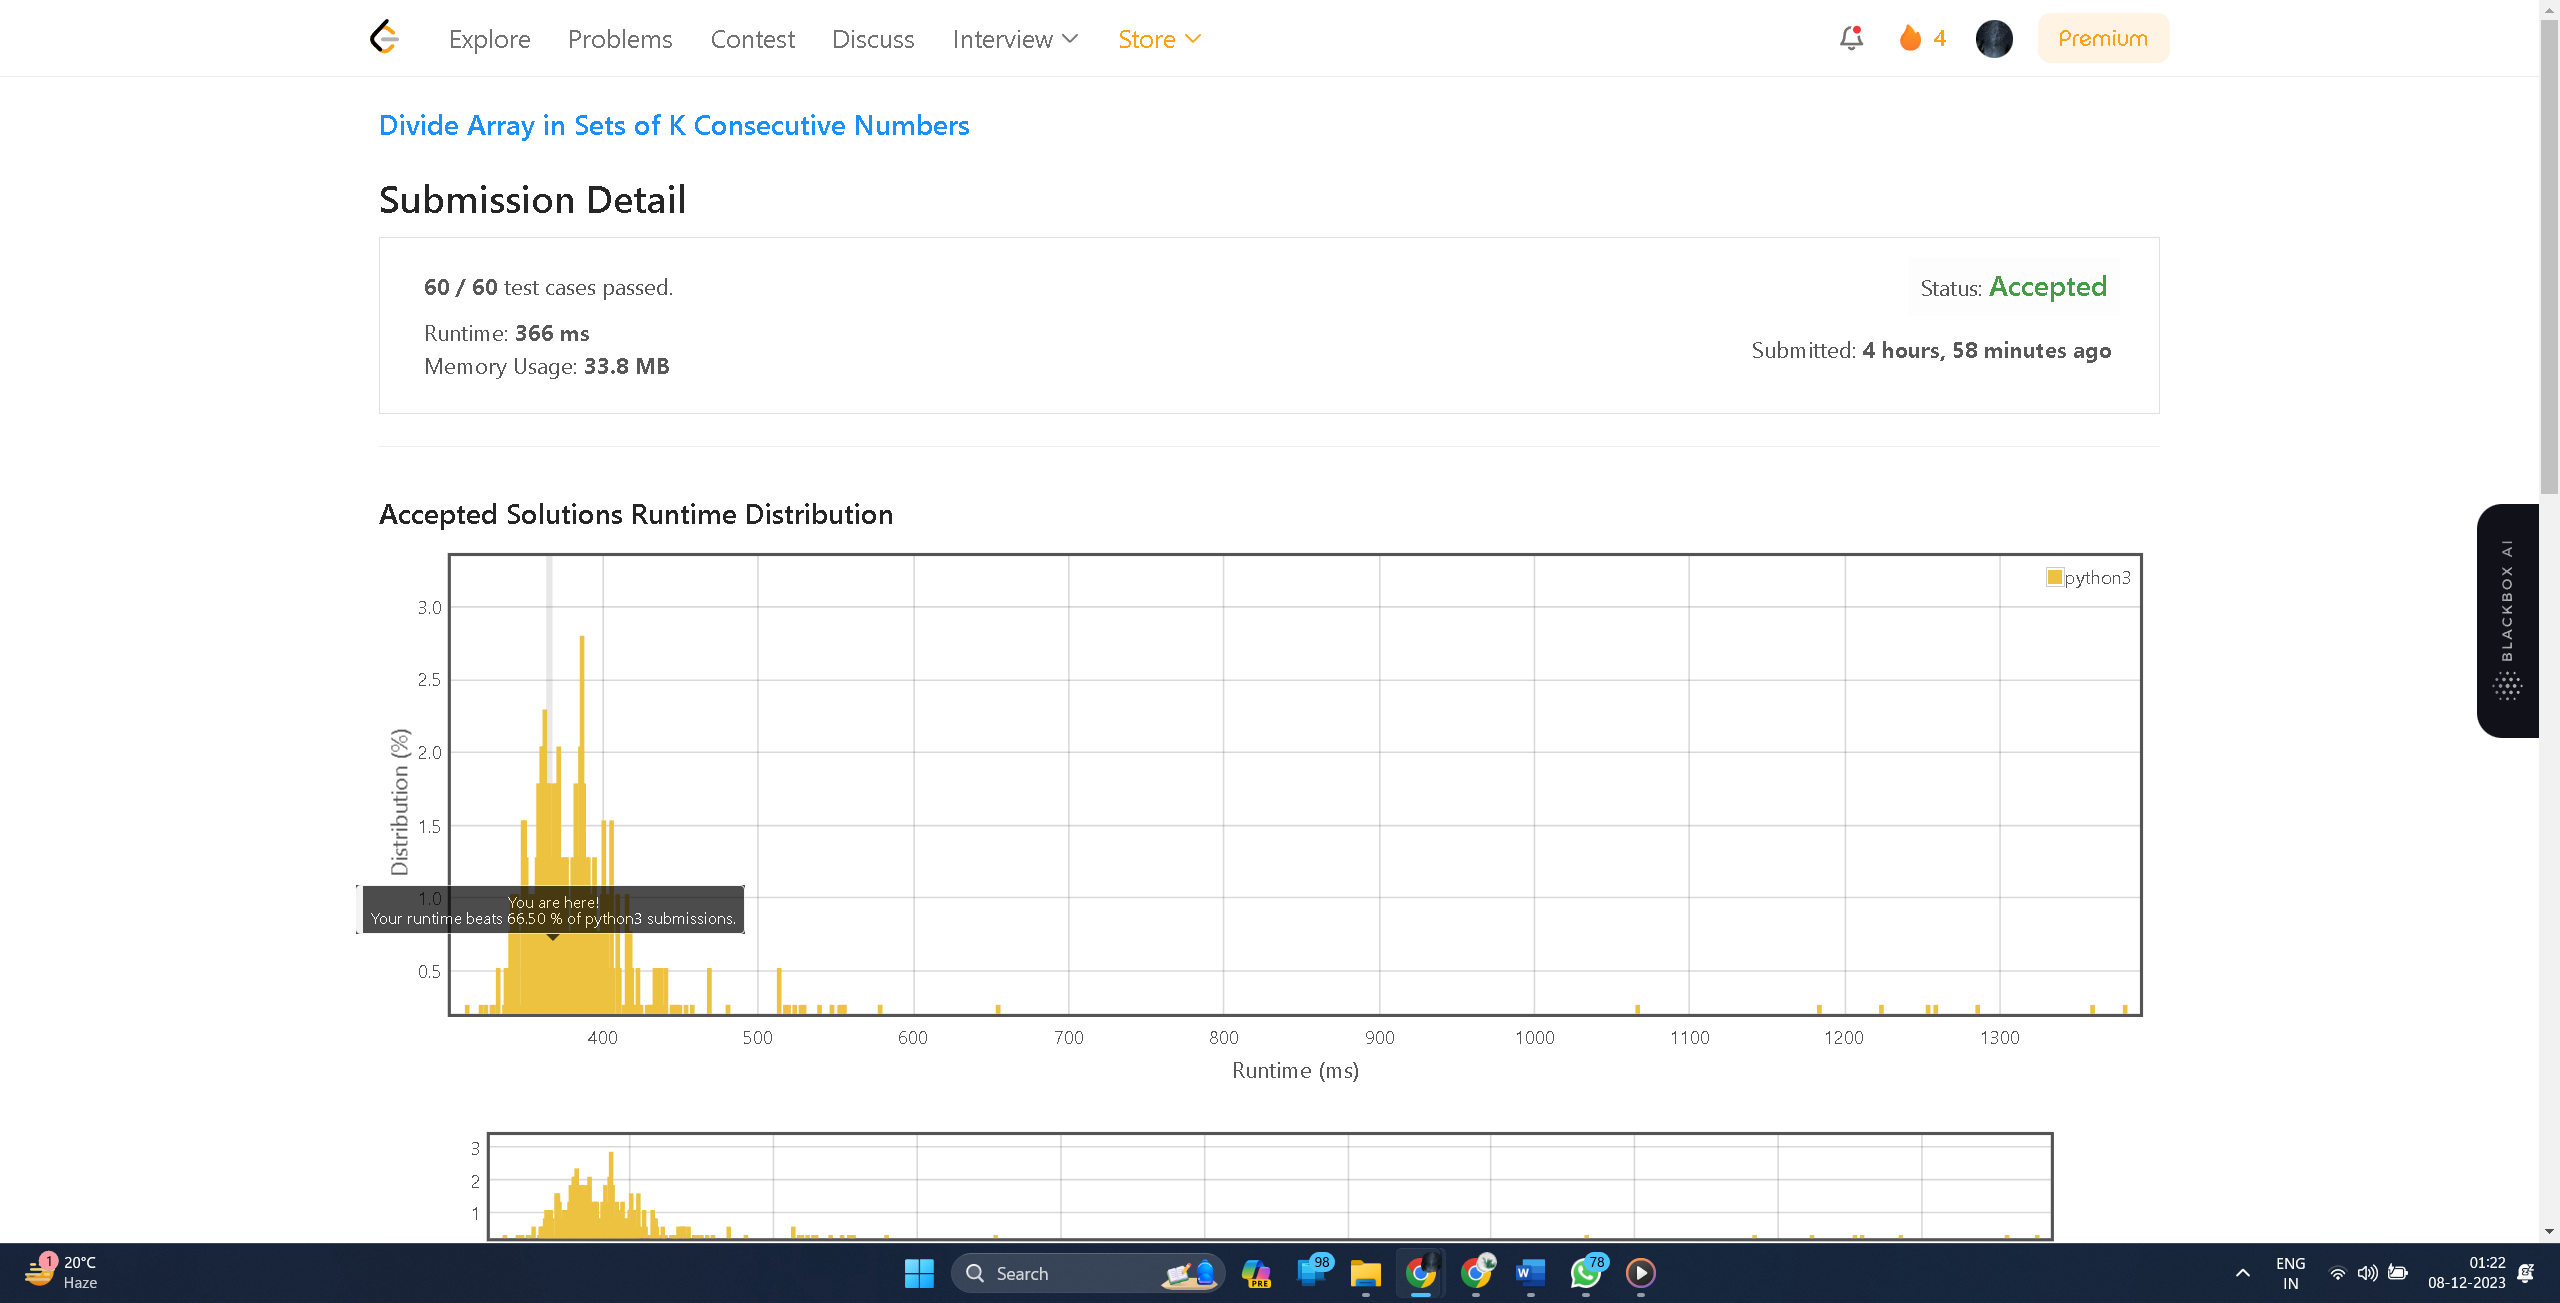 Explore Problems Contest Discuss Interview Store 4 Premium
Divide Array in Sets of K Consecutive Numbers
Submission Detail
60 / 60 test cases passed.
Status: Accepted
Runtime: 366 ms
Submitted: 4 hours, 58 minutes ago
Memory Usage: 33.8 MB
Accepted Solutions Runtime Distribution
python3
3.0
2.5
2.0
1.5
1.0
0.5
Distribution (%)
You are here!
Your runtime beats 66.50 % of python3 submissions.
400 500 600 700 800 900 1000 1100 1200 1300
Runtime (ms)
3
2
1
BLACKBOX AI
1
20°C
Haze
Search
PRE
98
W
78
ENG
IN
01:22
08-12-2023